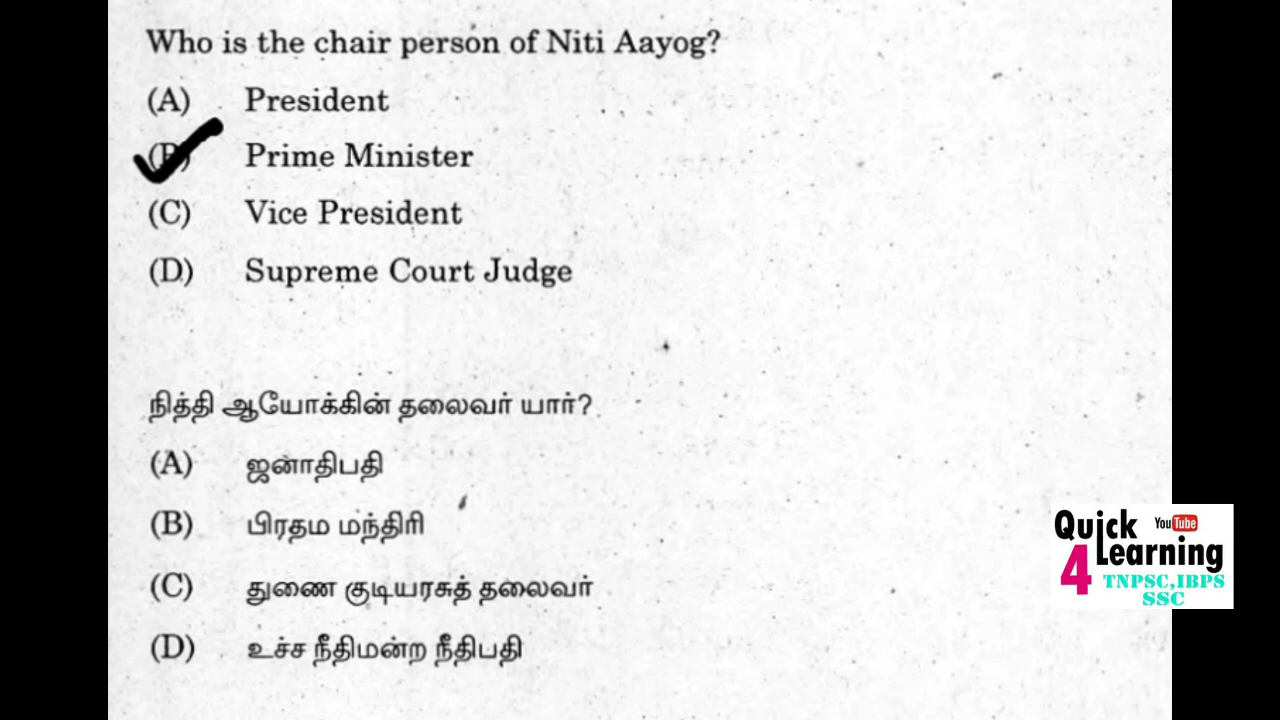 Who is the chair person of Niti Aayog?
(A) President
(B) Prime Minister
(C) Vice President
(D) Supreme Court Judge
நித்தி ஆயோக்கின் தலைவர் யார்?
(A) ஜனாதிபதி
(B) பிரதம மந்திரி
(C) துணை குடியரசுத் தலைவர்
(D) உச்ச நீதிமன்ற நீதிபதி
Quick YouTube
4 Learning
TNPSC,IBPS
SSC